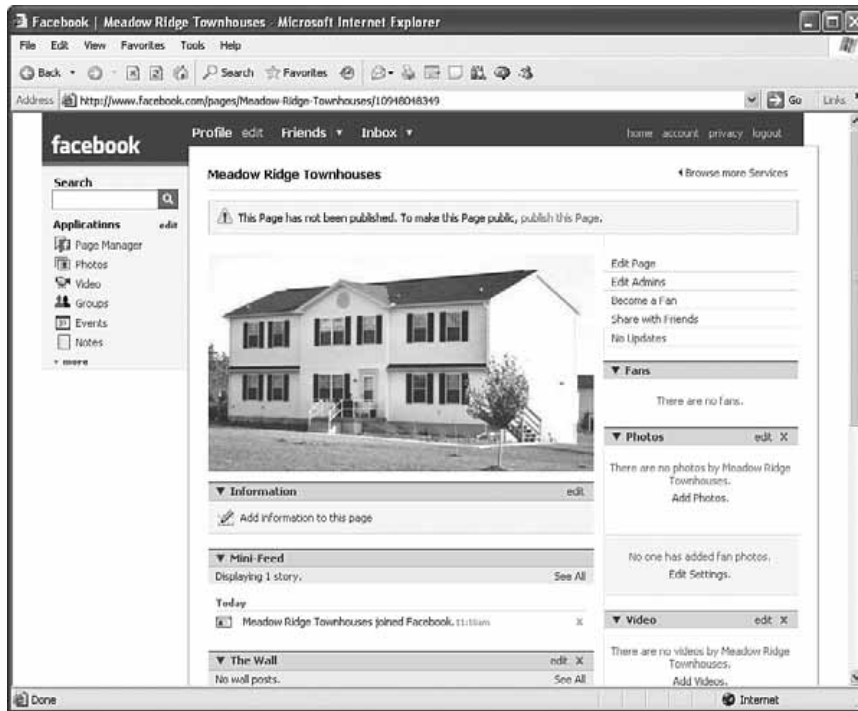 Facebook | Meadow Ridge Townhouses - Microsoft Internet Explorer
File Edit View Favorites Tools Help
Back Search Favorites
Address http://www.facebook.com/pages/Meadow-Ridge-Townhouses/10948048349 Go Links
facebook
Profile edit Friends Inbox home account privacy logout
Search
Applications edit
Page Manager
Photos
Video
Groups
Events
Notes
more
Meadow Ridge Townhouses Browse more Services
This Page has not been published. To make this Page public, publish this Page.
Edit Page
Edit Admins
Become a Fan
Share with Friends
No Updates
Fans
There are no fans.
Photos edit X
There are no photos by Meadow Ridge
Townhouses.
Add Photos.
No one has added fan photos.
Edit Settings.
Video edit X
There are no videos by Meadow Ridge
Townhouses.
Add Videos.
Information edit
Add information to this page
Mini-Feed
Displaying 1 story. See All
Today
Meadow Ridge Townhouses joined Facebook. 11:18am X
The Wall edit X
No wall posts. See All
Done Internet